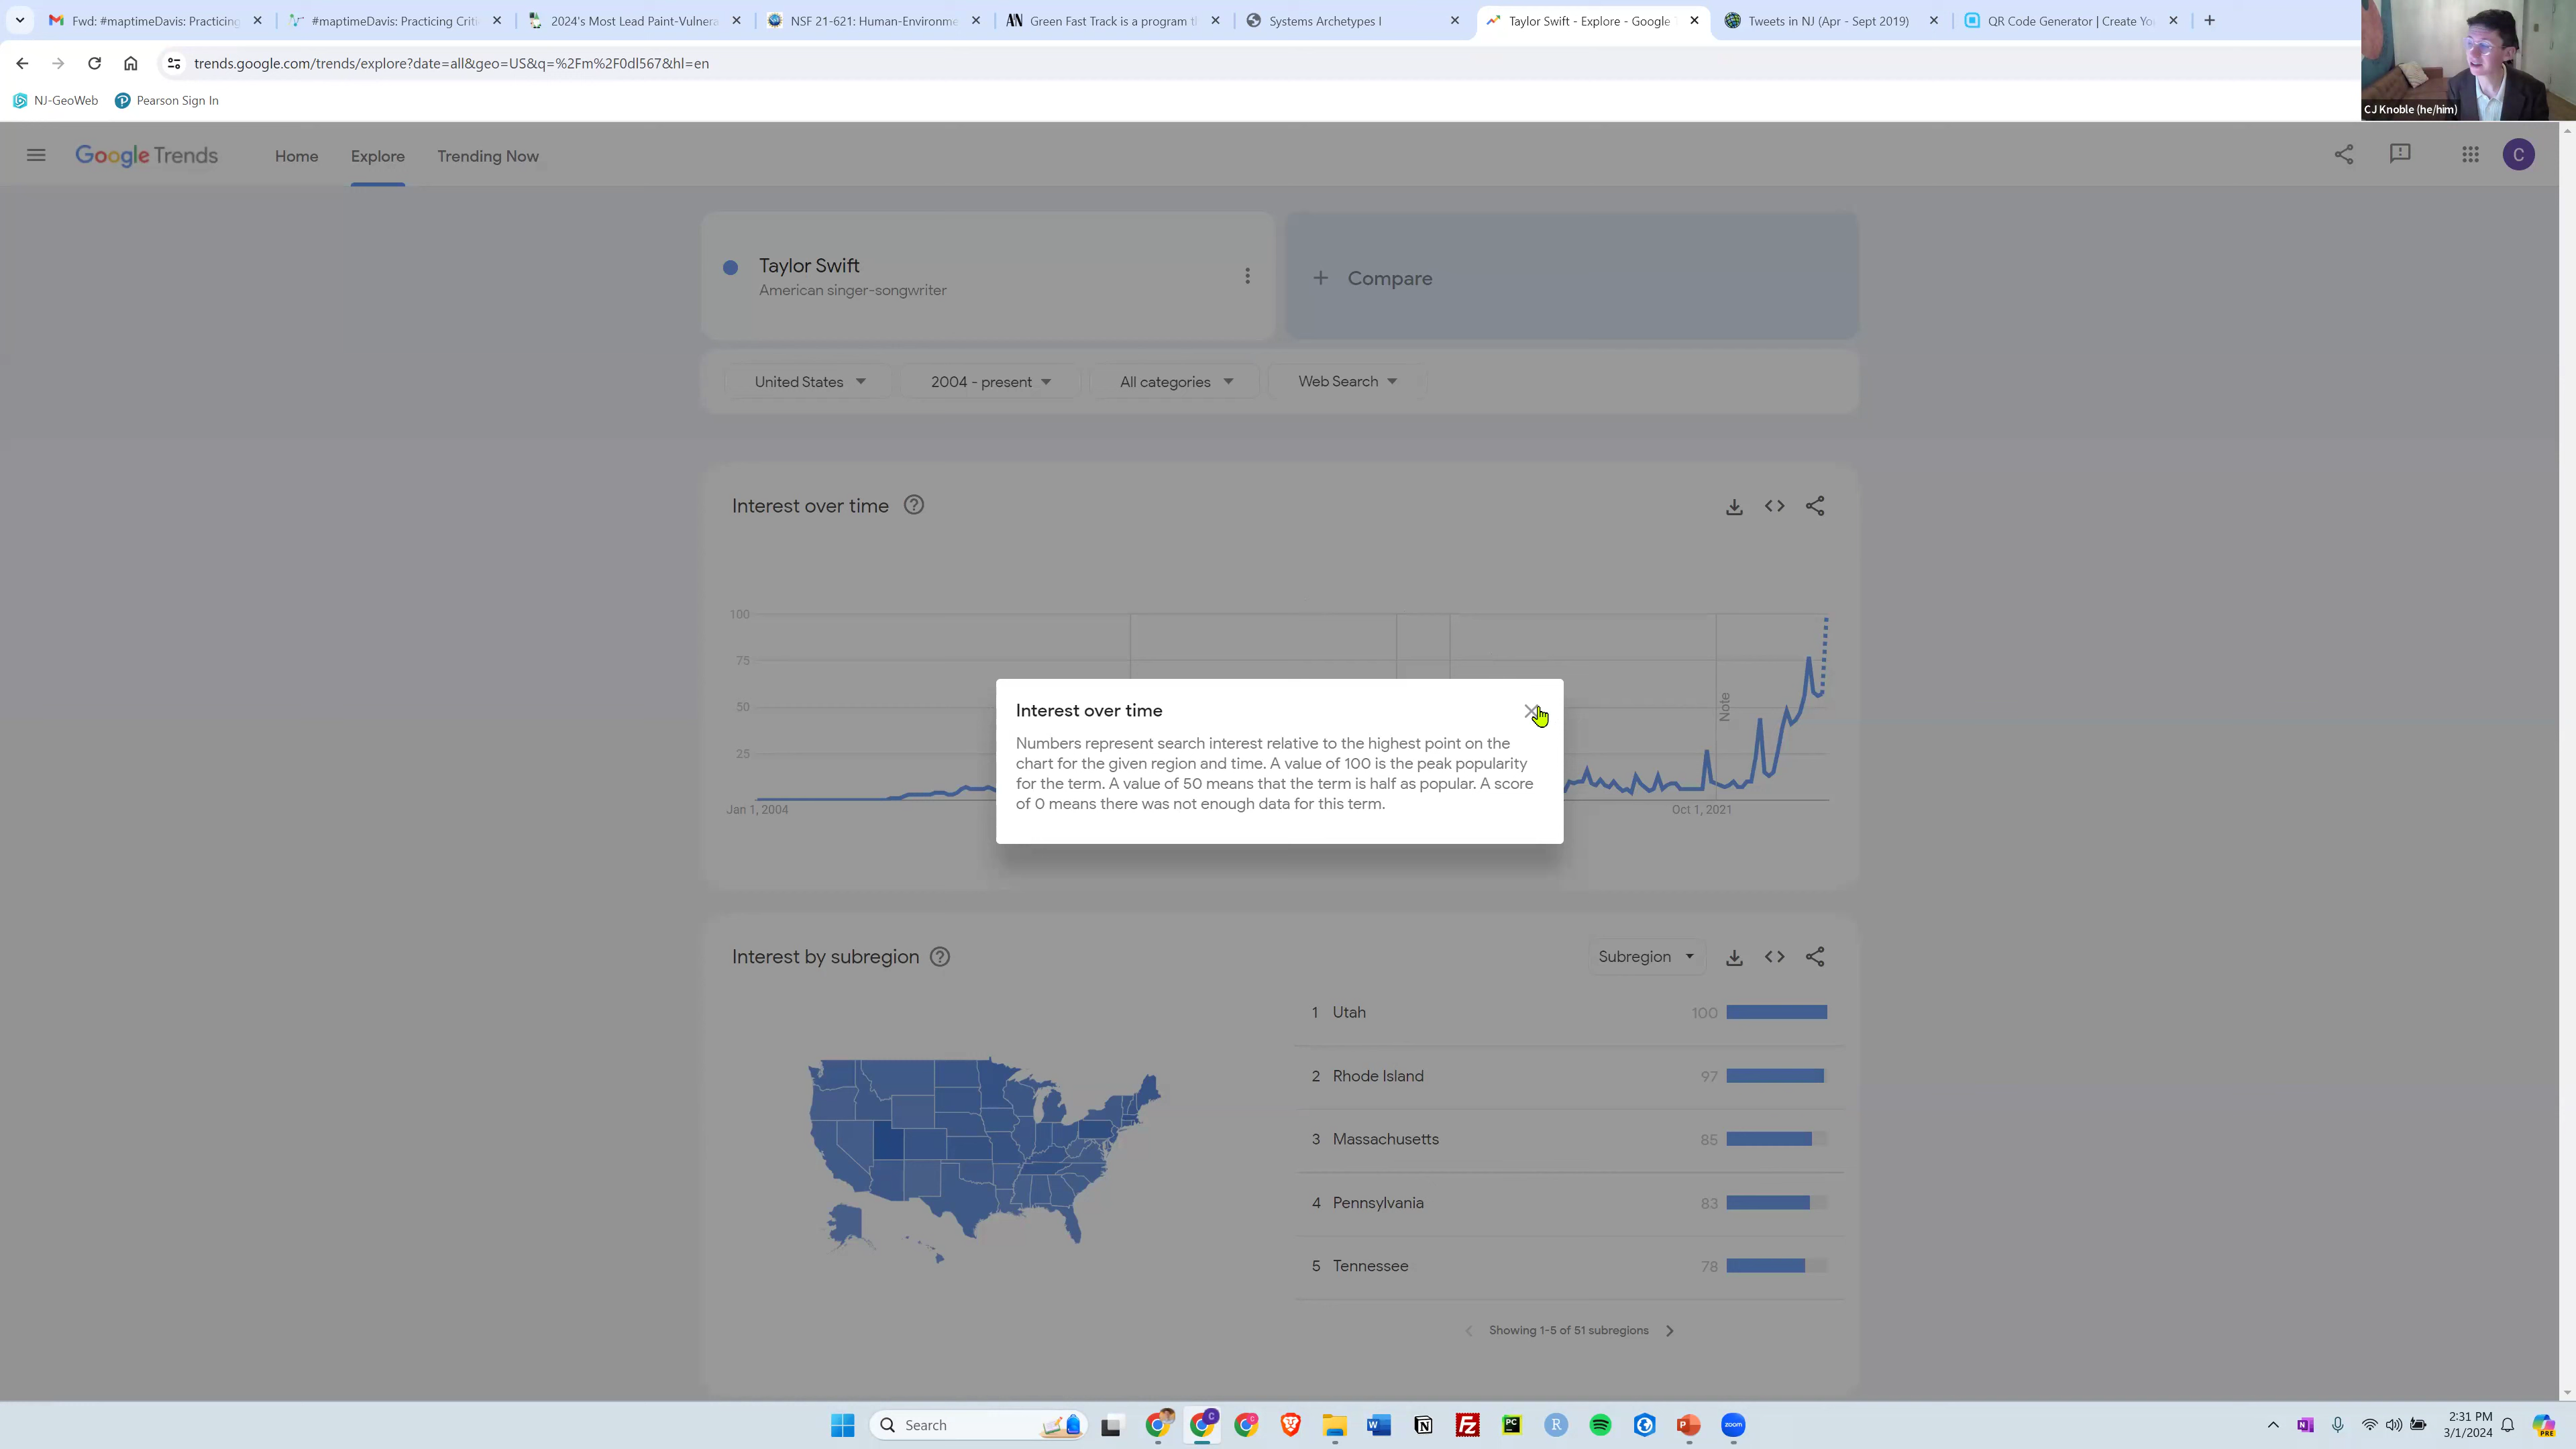 Fwd: #maptimeDavis: Practicing
#maptimeDavis: Practicing Criti
2024's Most Lead Paint-Vulnera
NSF 21-621: Human-Environme
Green Fast Track is a program t
Systems Archetypes I
Taylor Swift - Explore - Google
Tweets in NJ (Apr - Sept 2019)
QR Code Generator | Create Yo
trends.google.com/trends/explore?date=all&geo=US&q=%2Fm%2F0dl567&hl=en
NJ-GeoWeb
Pearson Sign In
CJ Knoble (he/him)
Google Trends
Home
Explore
Trending Now
C
Taylor Swift
American singer-songwriter
+ Compare
United States
2004 - present
All categories
Web Search
Interest over time
100
75
50
25
Note
Jan 1, 2004
Oct 1, 2021
Interest over time
Numbers represent search interest relative to the highest point on the
chart for the given region and time. A value of 100 is the peak popularity
for the term. A value of 50 means that the term is half as popular. A score
of 0 means there was not enough data for this term.
Interest by subregion
Subregion
1 Utah 100
2 Rhode Island 97
3 Massachusetts 85
4 Pennsylvania 83
5 Tennessee 78
Showing 1-5 of 51 subregions
Search
2:31 PM
3/1/2024